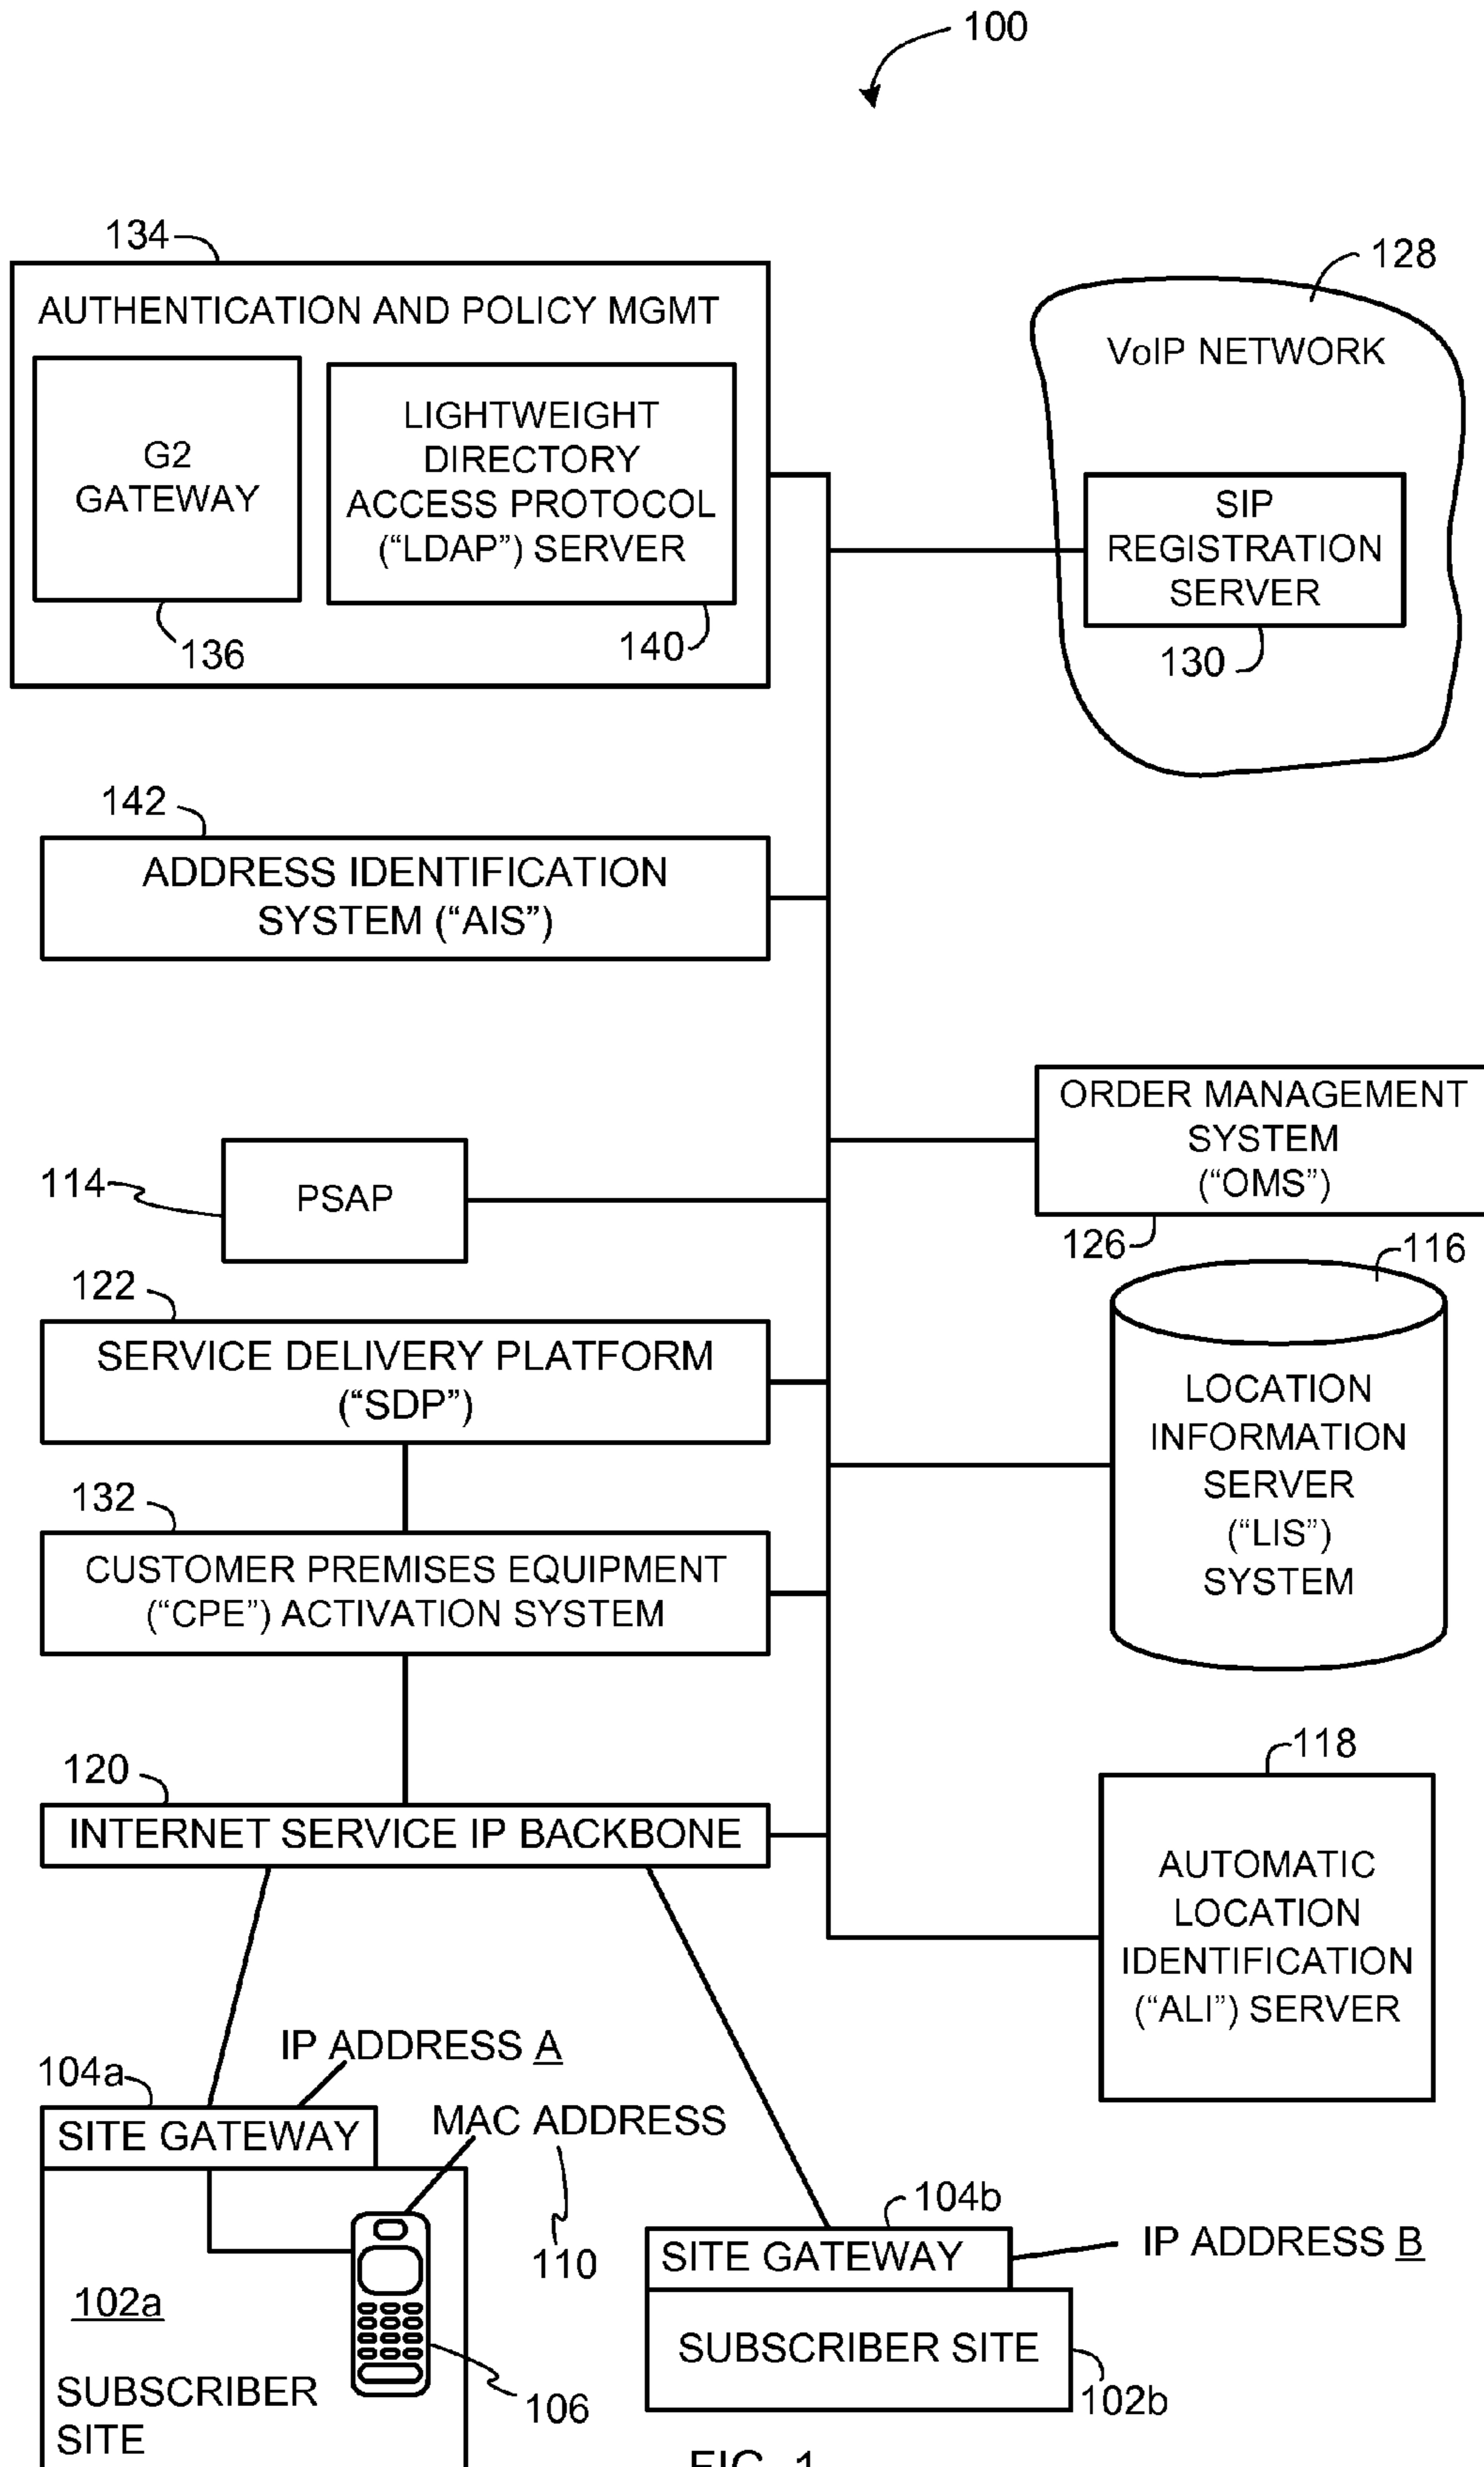 100
134
AUTHENTICATION AND POLICY MGMT
G2
GATEWAY
136
LIGHTWEIGHT
DIRECTORY
ACCESS PROTOCOL
(“LDAP”) SERVER
140
128
VoIP NETWORK
SIP
REGISTRATION
SERVER
130
142
ADDRESS IDENTIFICATION
SYSTEM (“AIS”)
ORDER MANAGEMENT
SYSTEM
(“OMS”)
126
114
PSAP
116
LOCATION
INFORMATION
SERVER
(“LIS”)
SYSTEM
122
SERVICE DELIVERY PLATFORM
(“SDP”)
132
CUSTOMER PREMISES EQUIPMENT
(“CPE”) ACTIVATION SYSTEM
118
AUTOMATIC
LOCATION
IDENTIFICATION
(“ALI”) SERVER
120
INTERNET SERVICE IP BACKBONE
IP ADDRESS A
104a
SITE GATEWAY
MAC ADDRESS
110
102a
SUBSCRIBER
SITE
106
104b
SITE GATEWAY
IP ADDRESS B
SUBSCRIBER SITE
102b
FIG. 1